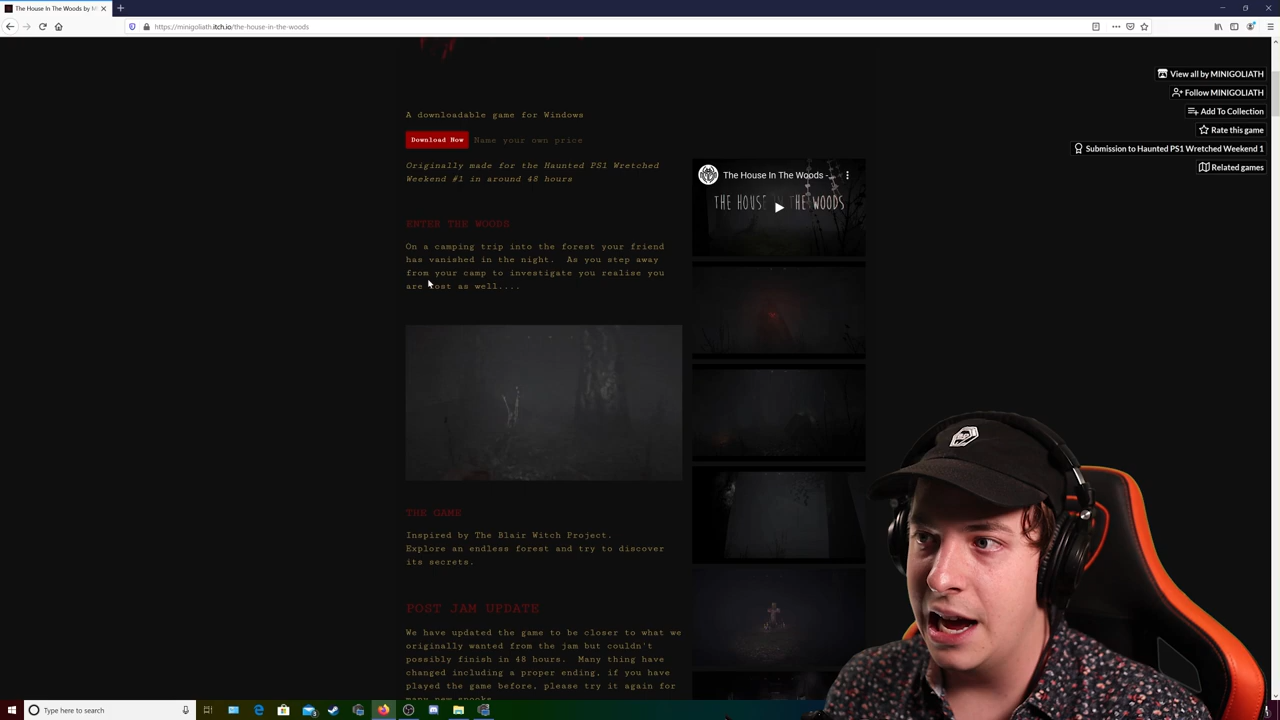 The House In The Woods by M
https://minigoliath.itch.io/the-house-in-the-woods
View all by MINIGOLIATH
Follow MINIGOLIATH
Add To Collection
Rate this game
Submission to Haunted PS1 Wretched Weekend 1
Related games
A downloadable game for Windows
Download Now Name your own price
Originally made for the Haunted PS1 Wretched
Weekend #1 in around 48 hours
ENTER THE WOODS
On a camping trip into the forest your friend
has vanished in the night. As you step away
from your camp to investigate you realise you
are lost as well....
The House In The Woods -...
THE HOUSE IN THE WOODS
THE GAME
Inspired by The Blair Witch Project.
Explore an endless forest and try to discover
its secrets.
POST JAM UPDATE
We have updated the game to be closer to what we
originally wanted from the jam but couldn't
possibly finish in 48 hours. Many thing have
changed including a proper ending, if you have
played the game before, please try it again for
many new spooks
Type here to search